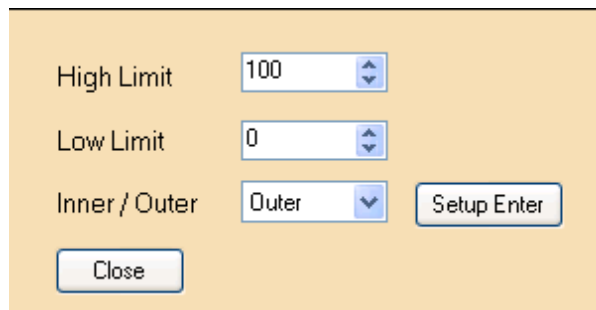 High Limit 100
Low Limit 0
Inner / Outer Outer Setup Enter
Close